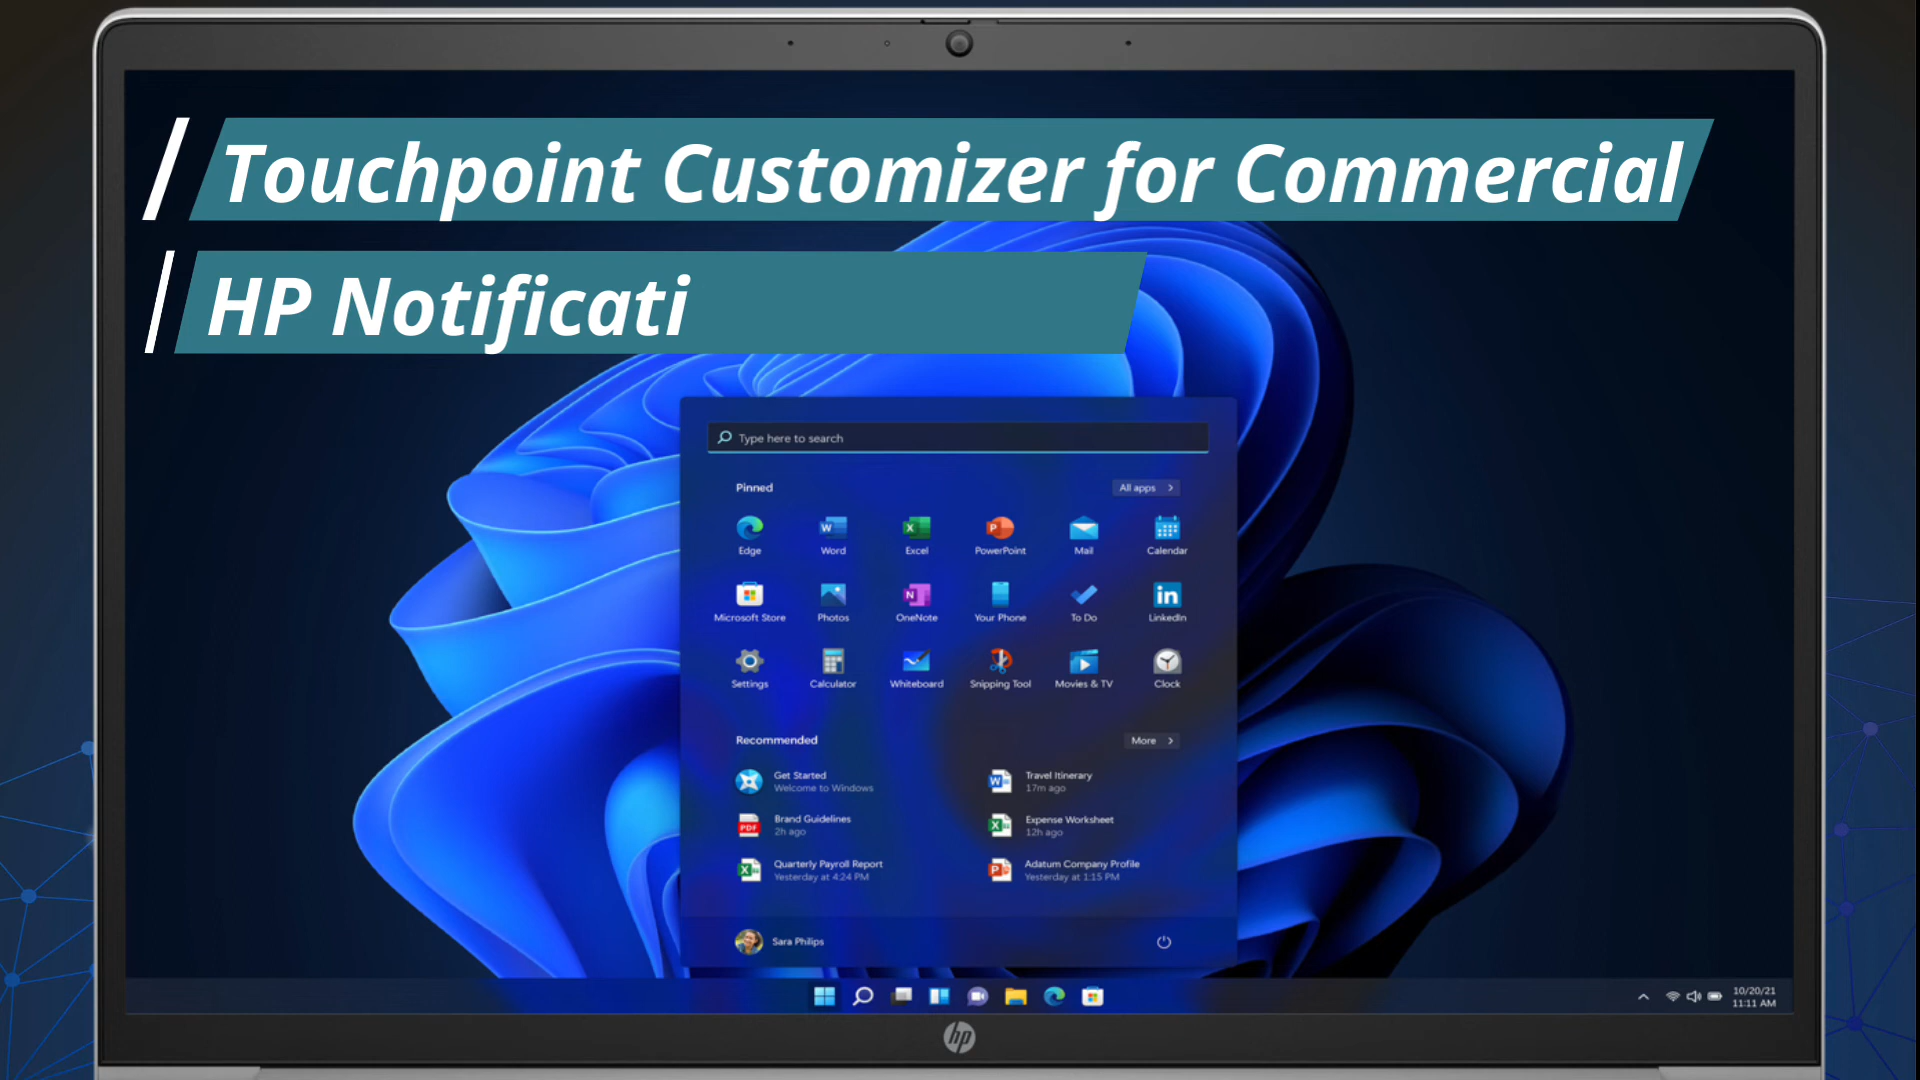 Touchpoint Customizer for Commercial
HP Notificati
Type here to search
Pinned
All apps
Edge
Word
Excel
PowerPoint
Mail
Calendar
Microsoft Store
Photos
OneNote
Your Phone
To Do
LinkedIn
Settings
Calculator
Whiteboard
Snipping Tool
Movies & TV
Clock
Recommended
More
Get Started
Welcome to Windows
Travel Itinerary
17m ago
Brand Guidelines
2h ago
Expense Worksheet
12h ago
Quarterly Payroll Report
Yesterday at 4:24 PM
Adatum Company Profile
Yesterday at 1:15 PM
Sara Philips
10/20/21
11:11 AM
hp